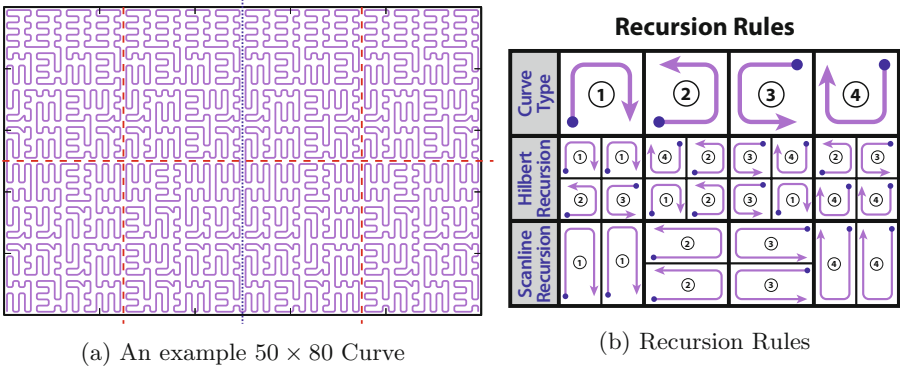 Recursion Rules
Curve Type
① ② ③ ④
Hilbert Recursion
① ① ④ ② ③ ④ ② ③
② ③ ① ② ③ ① ④ ④
Scanline Recursion
① ① ② ③ ④ ④
② ③
(a) An example 50 × 80 Curve
(b) Recursion Rules